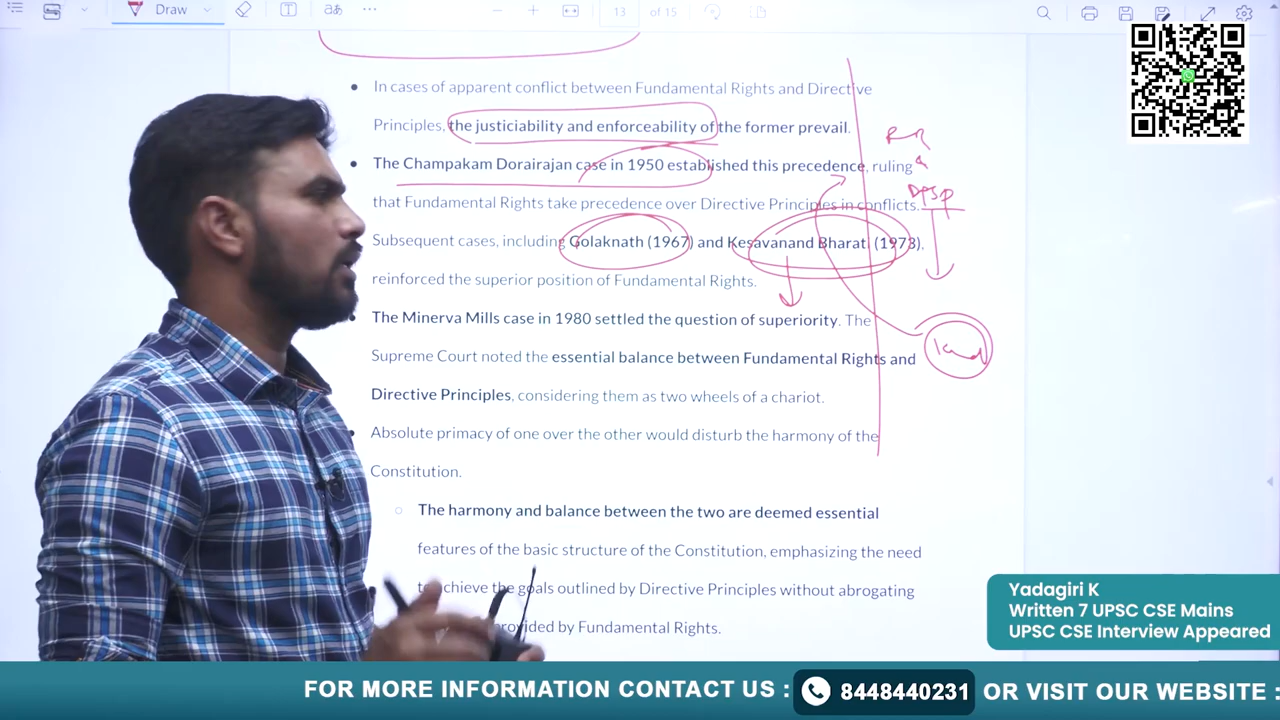 Draw
aあ
13 of 15
In cases of apparent conflict between Fundamental Rights and Directive
Principles, the justiciability and enforceability of the former prevail.
The Champakam Dorairajan case in 1950 established this precedence, ruling
that Fundamental Rights take precedence over Directive Principles in conflicts.
Subsequent cases, including Golaknath (1967) and Kesavanand Bharati (1973),
reinforced the superior position of Fundamental Rights.
The Minerva Mills case in 1980 settled the question of superiority. The
Supreme Court noted the essential balance between Fundamental Rights and
Directive Principles, considering them as two wheels of a chariot.
Absolute primacy of one over the other would disturb the harmony of the
Constitution.
The harmony and balance between the two are deemed essential
features of the basic structure of the Constitution, emphasizing the need
to achieve the goals outlined by Directive Principles without abrogating
provided by Fundamental Rights.
DPSP
Yadagiri K
Written 7 UPSC CSE Mains
UPSC CSE Interview Appeared
FOR MORE INFORMATION CONTACT US : 8448440231 OR VISIT OUR WEBSITE :